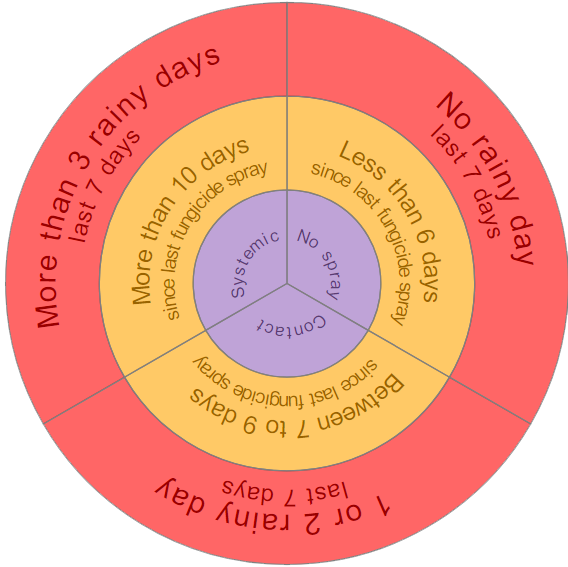 No rainy day
last 7 days
1 or 2 rainy day
last 7 days
More than 3 rainy days
last 7 days
Less than 6 days
since last fungicide spray
Between 7 to 9 days
since last fungicide spray
More than 10 days
since last fungicide spray
No spray
Contact
Systemic